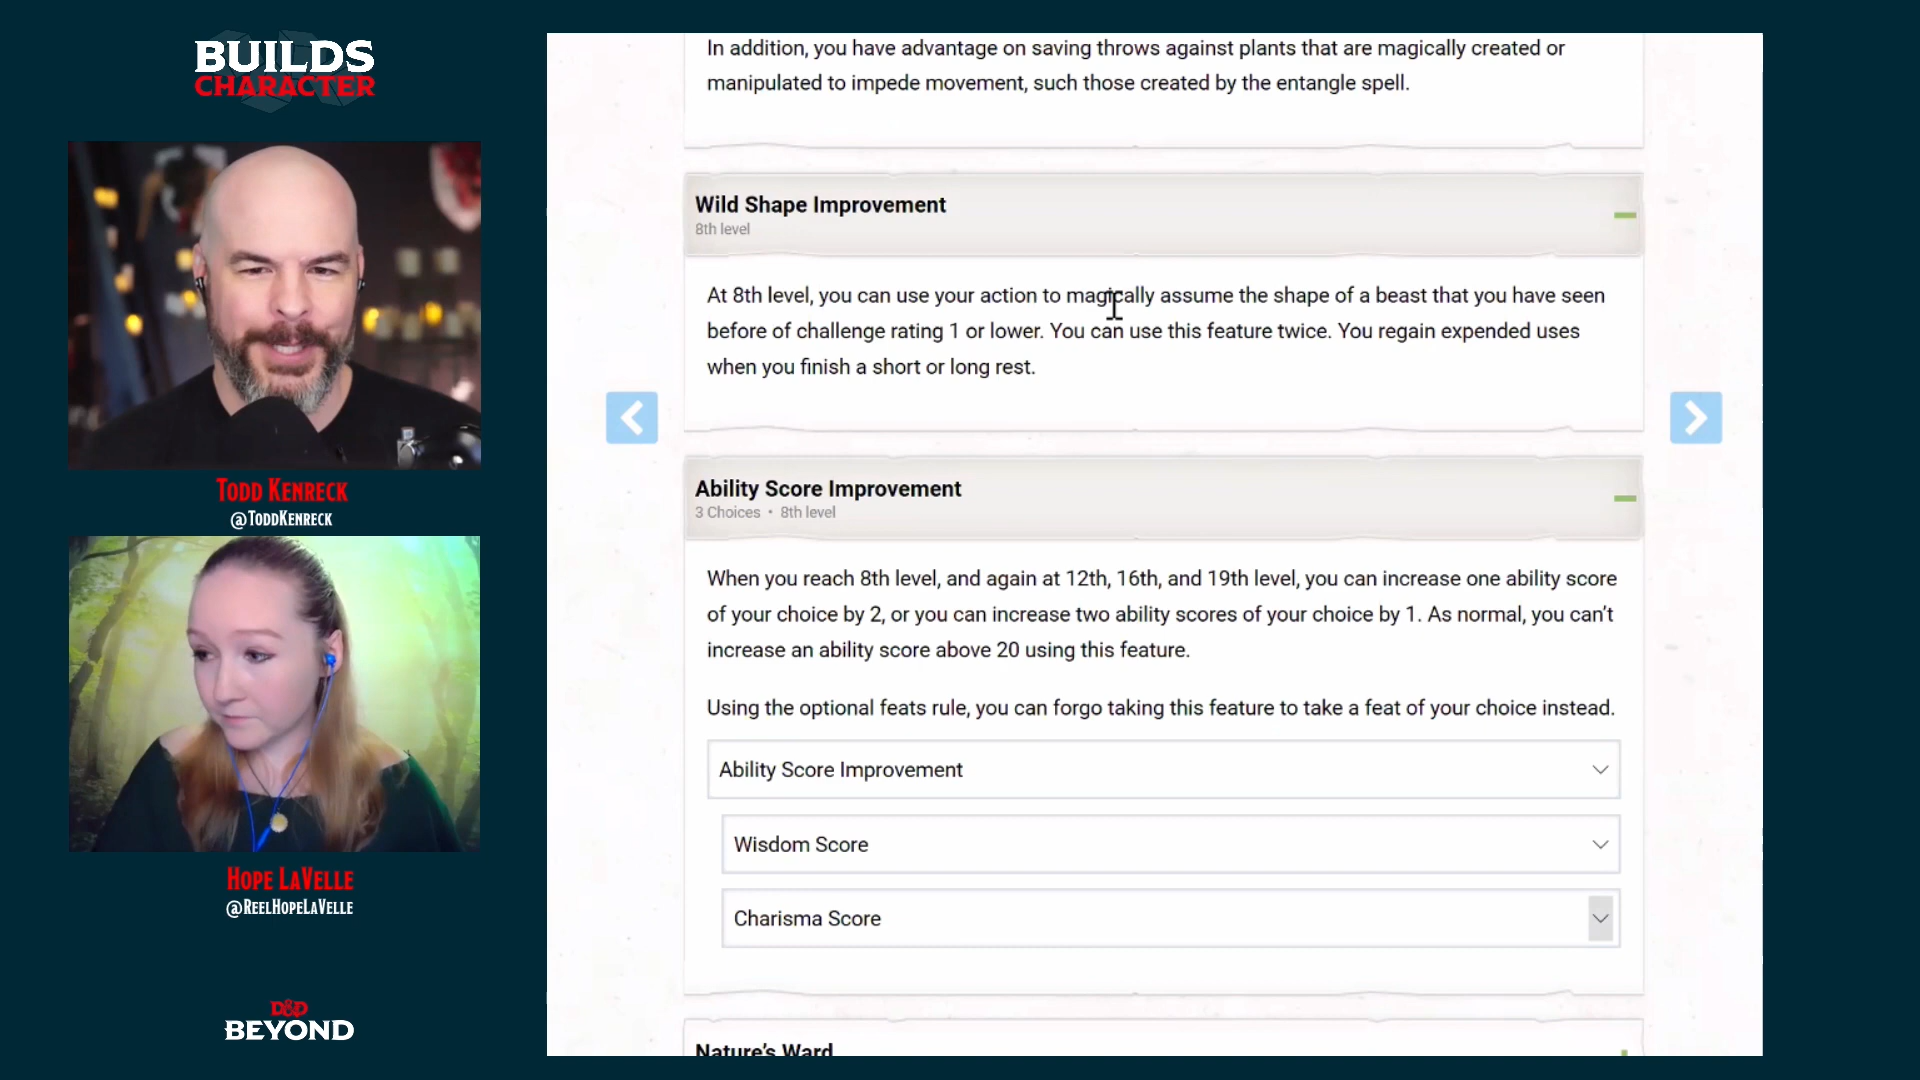 BUILDS
CHARACTER
TODD KENRECK
@TODDKENRECK
HOPE LAVELLE
@REELHOPELAVELLE
D&D
BEYOND
In addition, you have advantage on saving throws against plants that are magically created or
manipulated to impede movement, such those created by the entangle spell.
Wild Shape Improvement
8th level
At 8th level, you can use your action to magically assume the shape of a beast that you have seen
before of challenge rating 1 or lower. You can use this feature twice. You regain expended uses
when you finish a short or long rest.
Ability Score Improvement
3 Choices • 8th level
When you reach 8th level, and again at 12th, 16th, and 19th level, you can increase one ability score
of your choice by 2, or you can increase two ability scores of your choice by 1. As normal, you can’t
increase an ability score above 20 using this feature.
Using the optional feats rule, you can forgo taking this feature to take a feat of your choice instead.
Ability Score Improvement
Wisdom Score
Charisma Score
Nature’s Ward